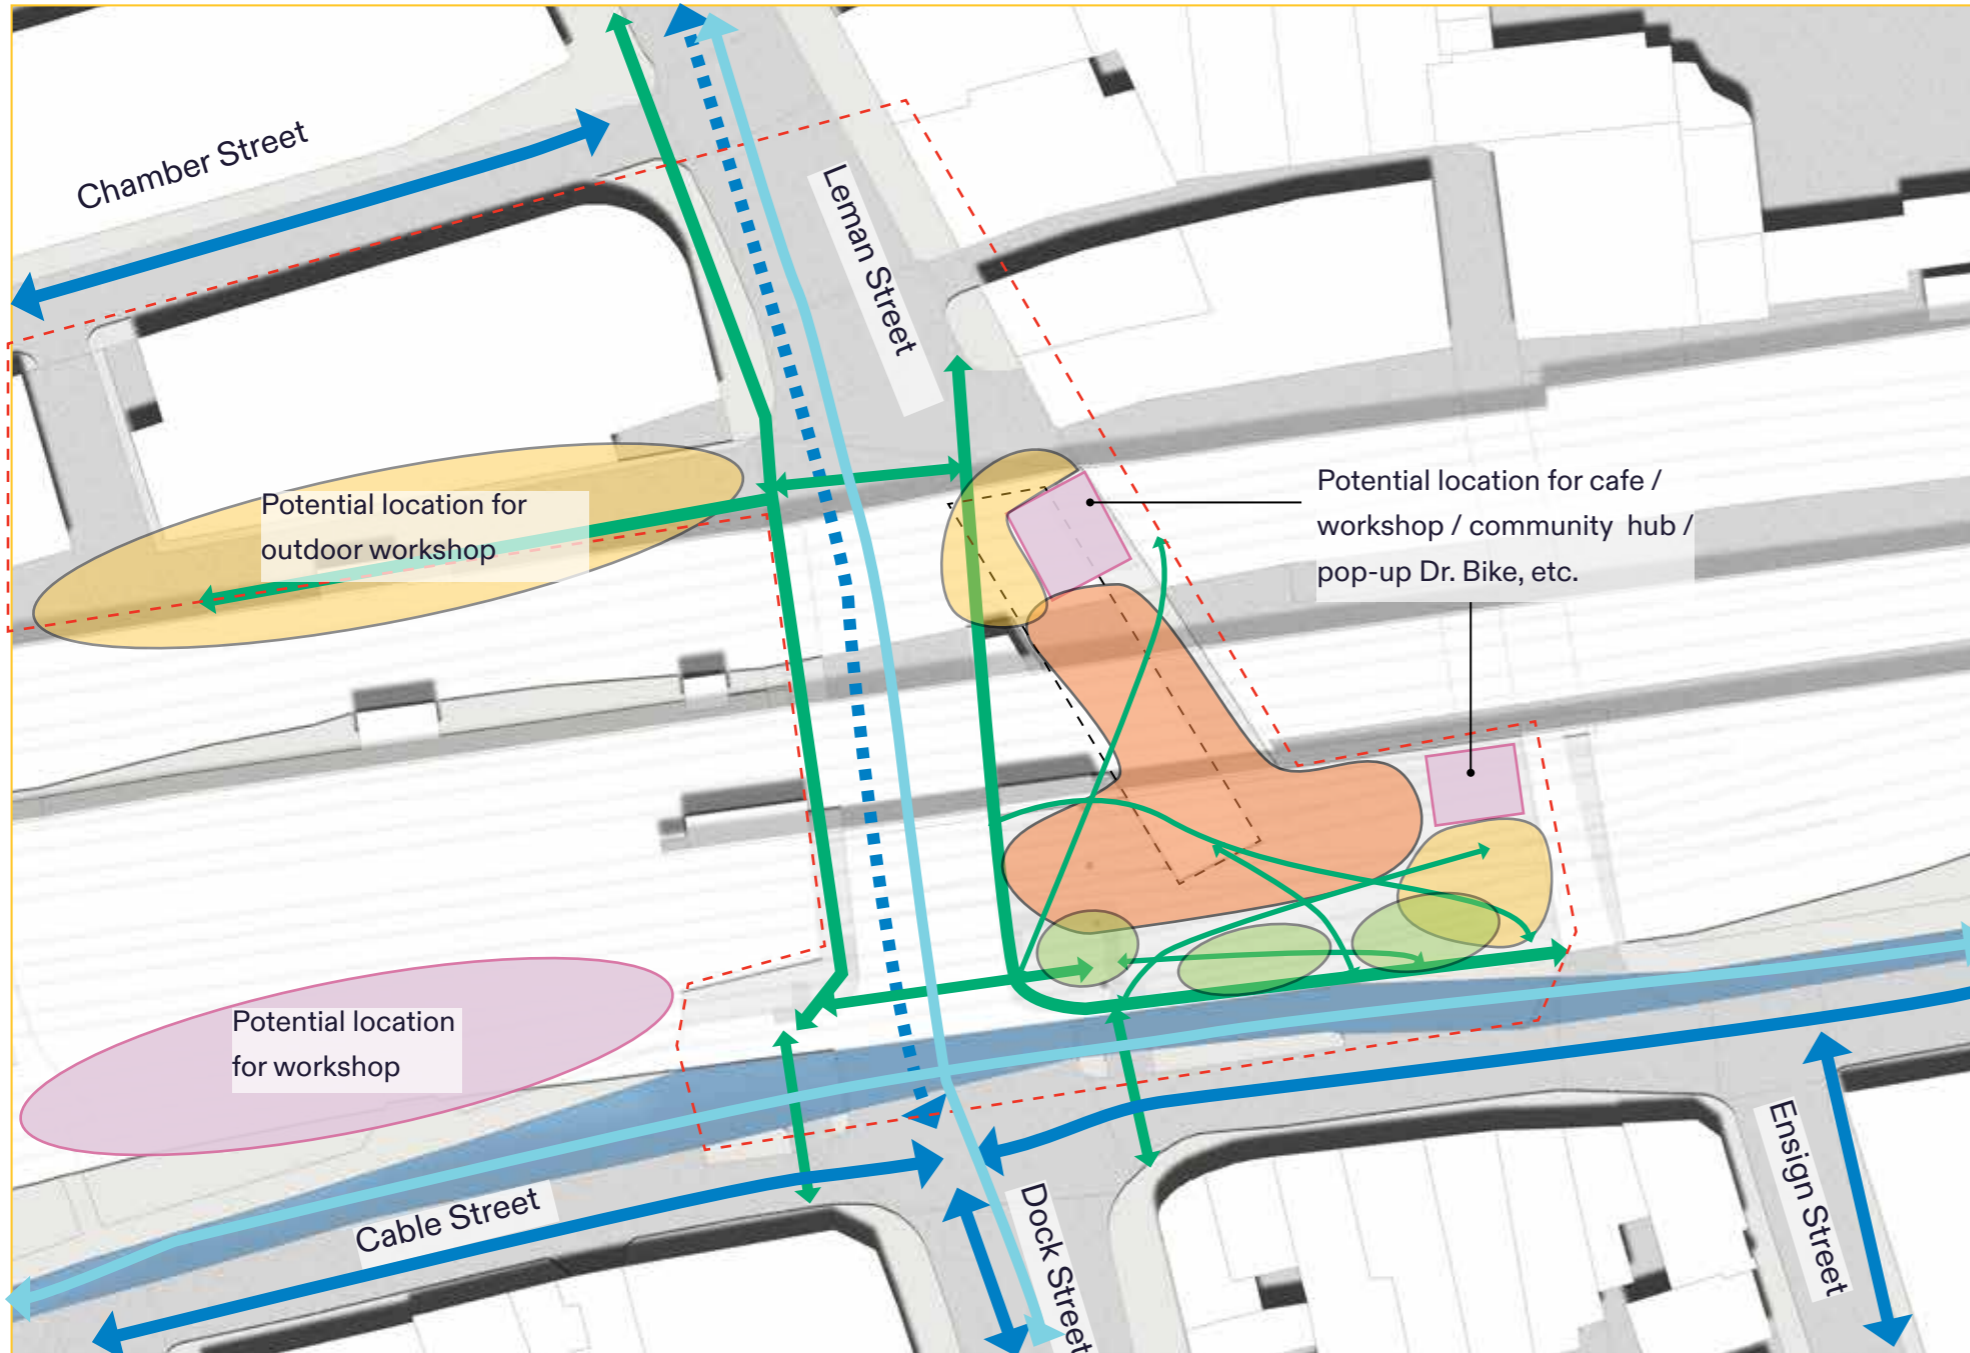 Chamber Street
Leman Street
Potential location for
outdoor workshop
Potential location for cafe /
workshop / community hub /
pop-up Dr. Bike, etc.
Potential location
for workshop
Cable Street
Dock Street
Ensign Street